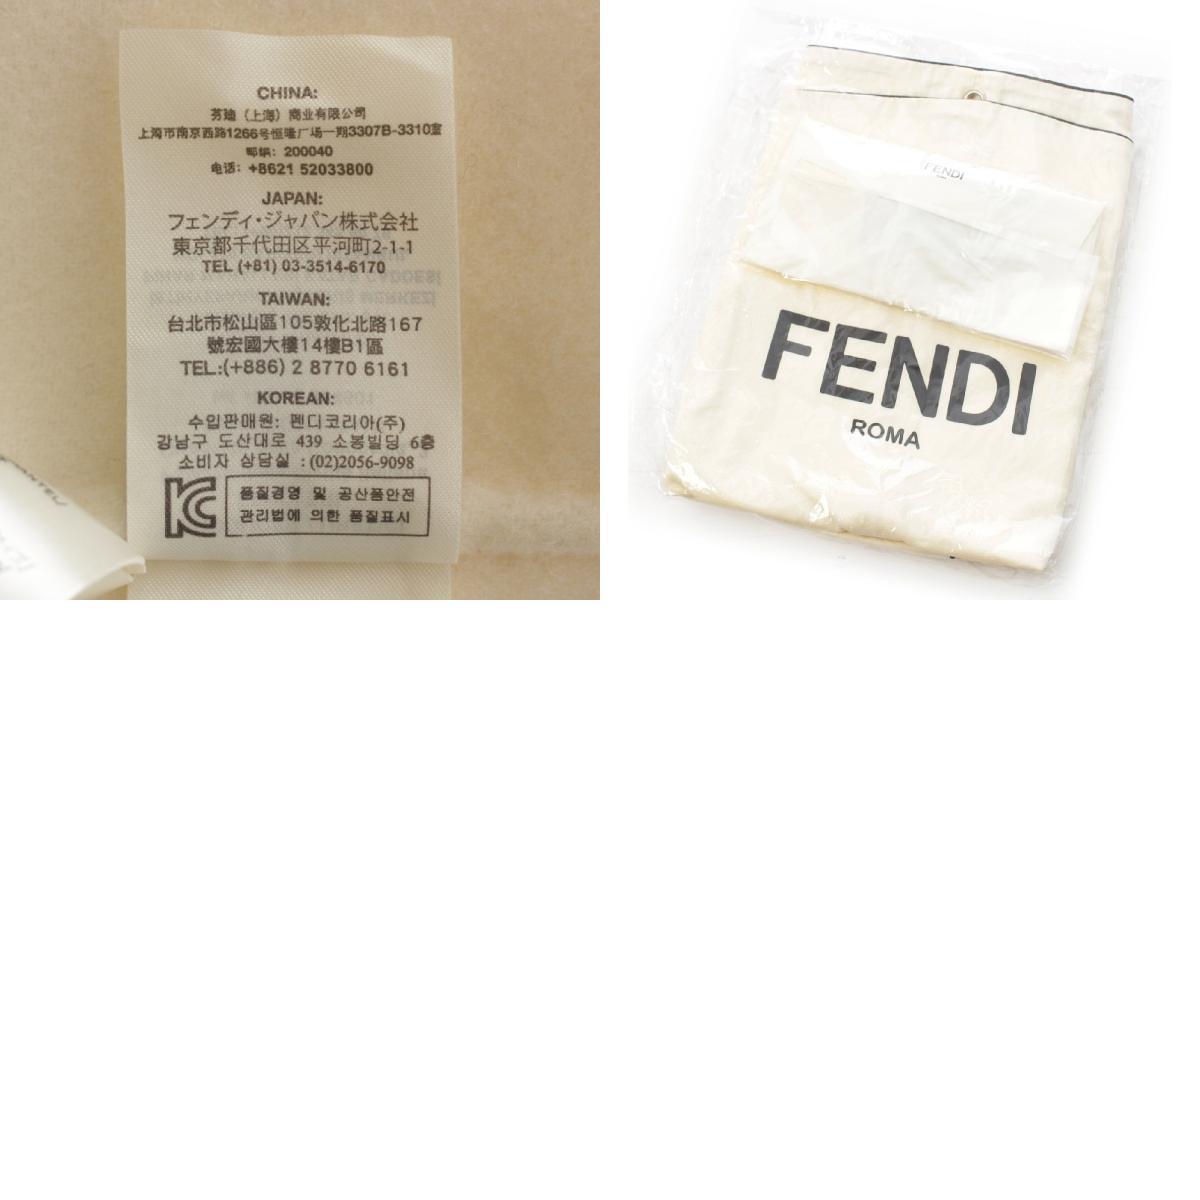 CHINA:
芬迪（上海）商业有限公司
上海市南京西路1266号恒隆广场一期3307B-3310室
邮编: 200040
电话: +8621 52033800
JAPAN:
フェンディ・ジャパン株式会社
東京都千代田区平河町2-1-1
TEL (+81) 03-3514-6170
TAIWAN:
台北市松山區105敦化北路167
號宏國大樓14樓B1區
TEL:(+886) 2 8770 6161
KOREAN:
수입판매원: 펜디코리아(주)
강남구 도산대로 439 소봉빌딩 6층
소비자 상담실 : (02)2056-9098
품질경영 및 공산품안전
관리법에 의한 품질표시
FENDI
FENDI
ROMA